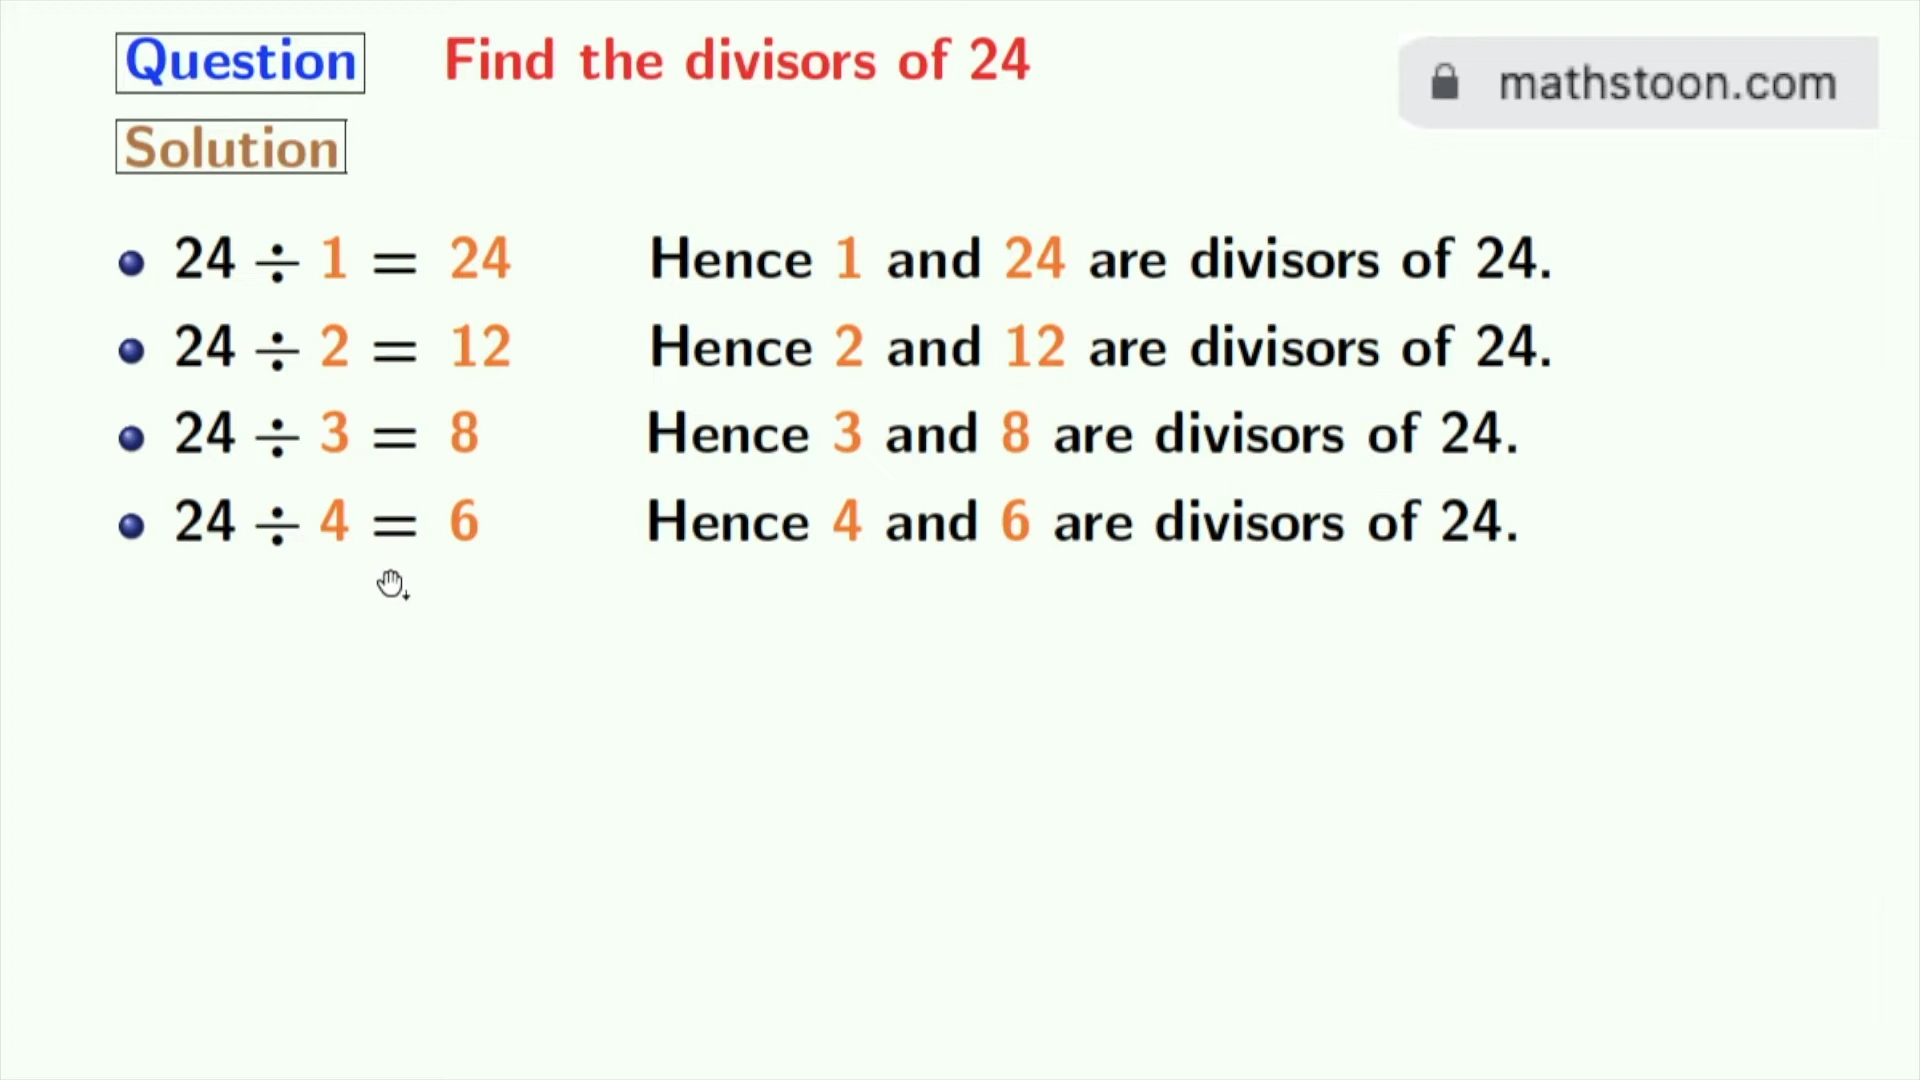 Question Find the divisors of 24
mathstoon.com
Solution
24 ÷ 1 = 24 Hence 1 and 24 are divisors of 24.
24 ÷ 2 = 12 Hence 2 and 12 are divisors of 24.
24 ÷ 3 = 8 Hence 3 and 8 are divisors of 24.
24 ÷ 4 = 6 Hence 4 and 6 are divisors of 24.